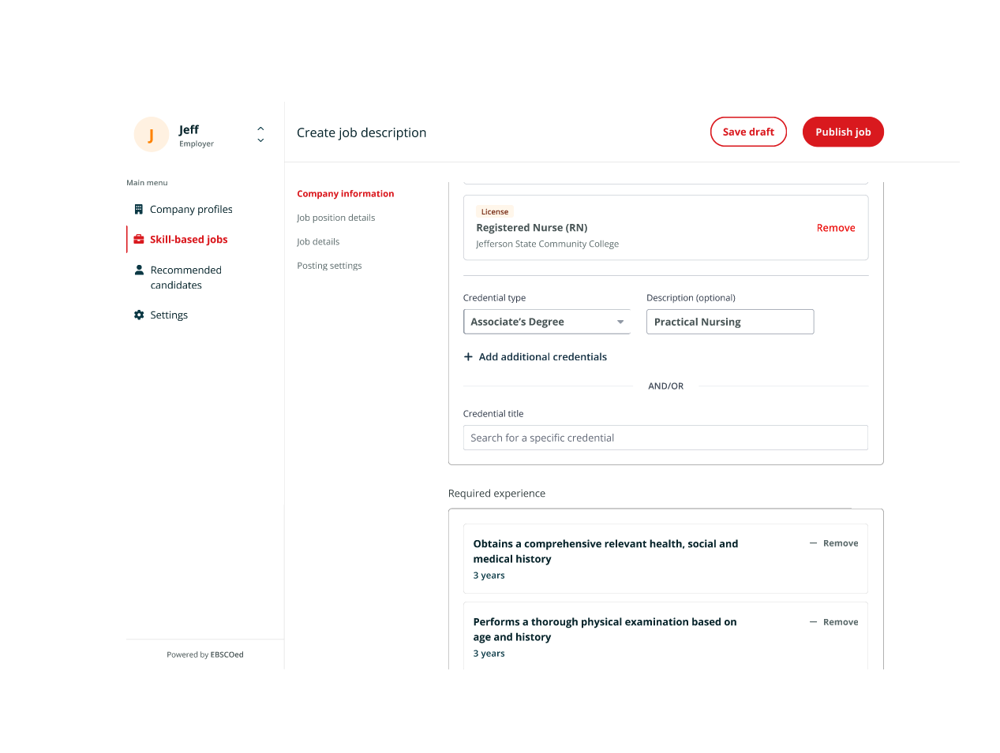 J
Jeff
Employer
Main menu
Company profiles
Skill-based jobs
Recommended
candidates
Settings
Powered by EBSCOed
Create job description
Save draft
Publish job
Company information
Job position details
Job details
Posting settings
License
Registered Nurse (RN)
Jefferson State Community College
Remove
Credential type
Description (optional)
Associate's Degree
Practical Nursing
+ Add additional credentials
AND/OR
Credential title
Search for a specific credential
Required experience
Obtains a comprehensive relevant health, social and
medical history
3 years
— Remove
Performs a thorough physical examination based on
age and history
3 years
— Remove